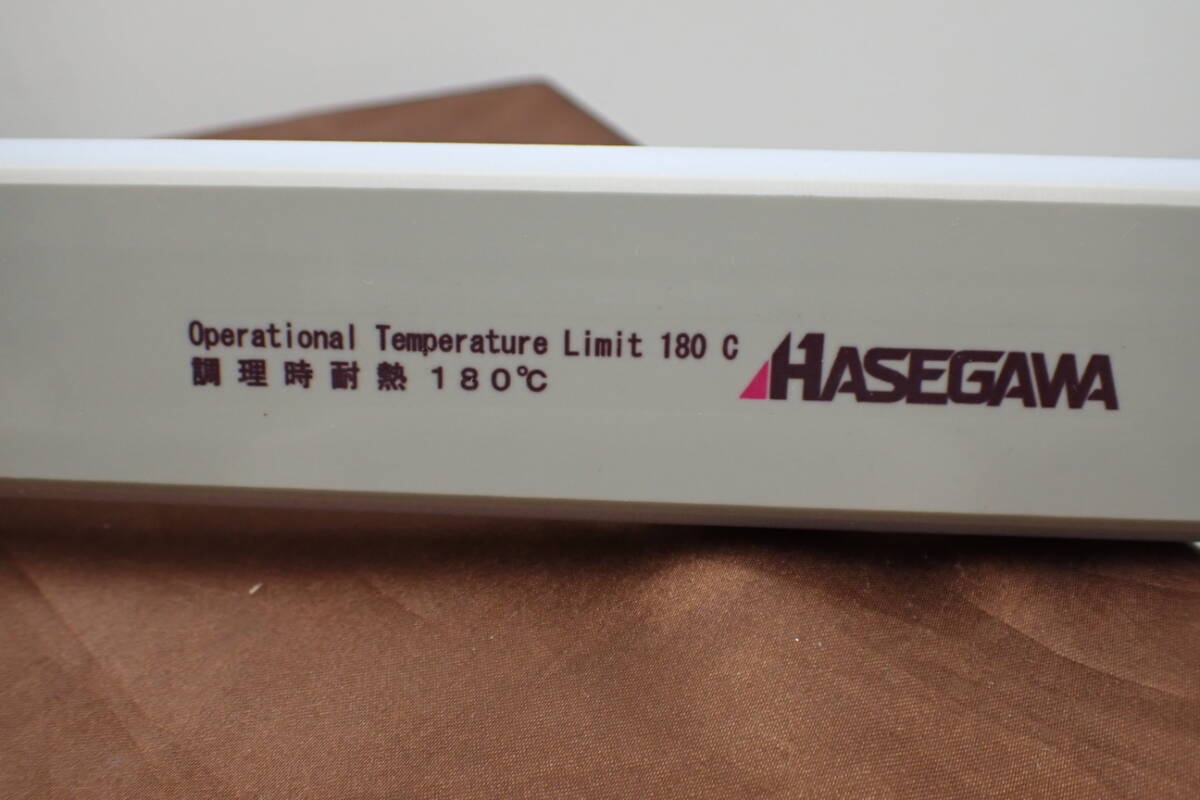 Operational Temperature Limit 180 C
調理時耐熱 180℃
HASEGAWA